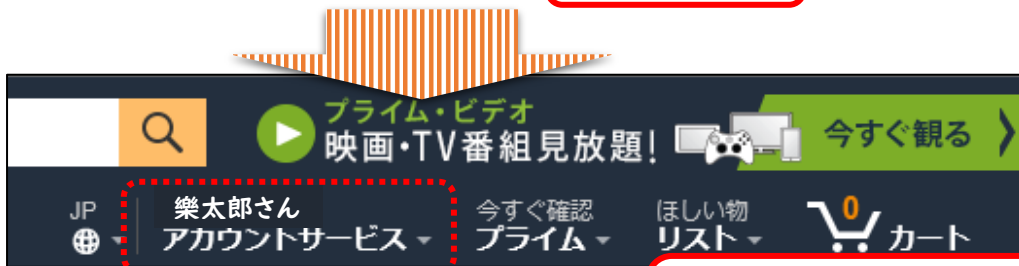 プライム・ビデオ
映画・TV番組見放題!
今すぐ観る
JP
樂太郎さん
アカウントサービス
今すぐ確認
プライム
ほしい物
リスト
0
カート